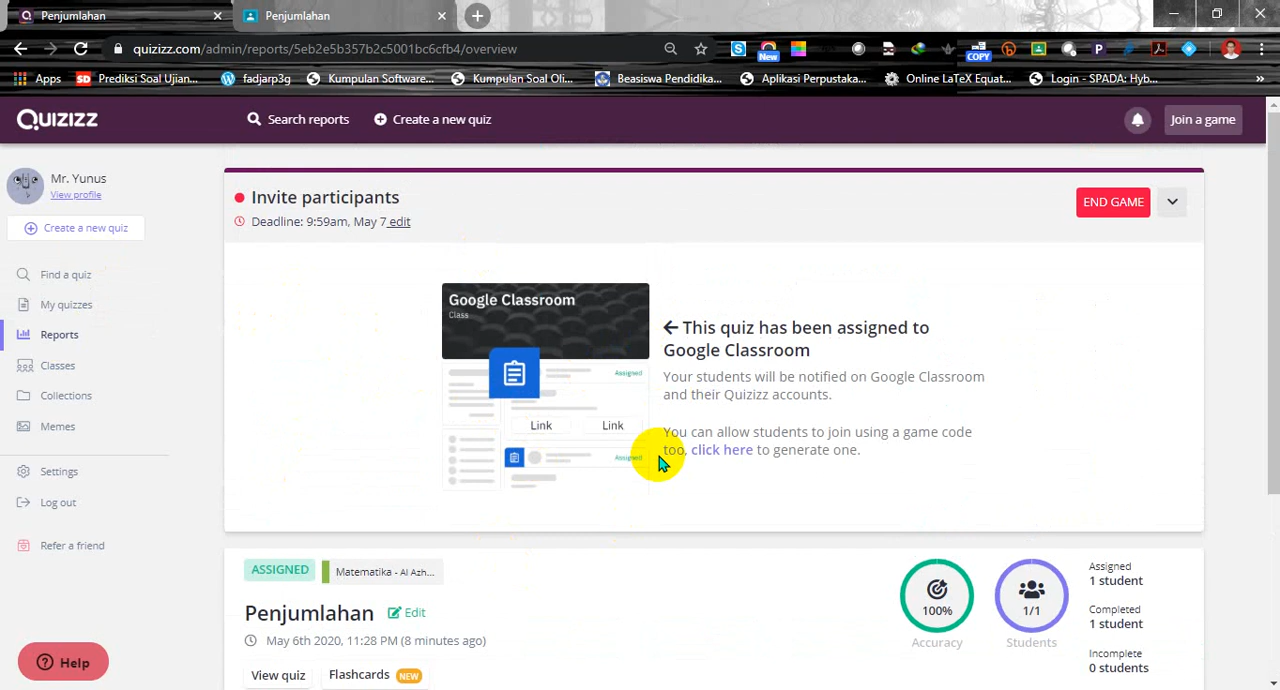 Penjumlahan
Penjumlahan
quizizz.com/admin/reports/5eb2e5b357b2c5001bc6cfb4/overview
New
COPY
Apps
Prediksi Soal Ujian...
fadjarp3g
Kumpulan Software...
Kumpulan Soal Oli...
Beasiswa Pendidika...
Aplikasi Perpustaka...
Online LaTeX Equat...
Login - SPADA: Hyb...
Quizizz
Search reports
Create a new quiz
Join a game
Mr. Yunus
View profile
Create a new quiz
Find a quiz
My quizzes
Reports
Classes
Collections
Memes
Settings
Log out
Refer a friend
Help
Invite participants
Deadline: 9:59am, May 7 edit
END GAME
Google Classroom
Class
Assigned
Link
Link
Assigned
This quiz has been assigned to
Google Classroom
Your students will be notified on Google Classroom
and their Quizizz accounts.
You can allow students to join using a game code
too, click here to generate one.
ASSIGNED
Matematika - Al Azh...
Penjumlahan
Edit
May 6th 2020, 11:28 PM (8 minutes ago)
View quiz
Flashcards NEW
100%
Accuracy
1/1
Students
Assigned
1 student
Completed
1 student
Incomplete
0 students